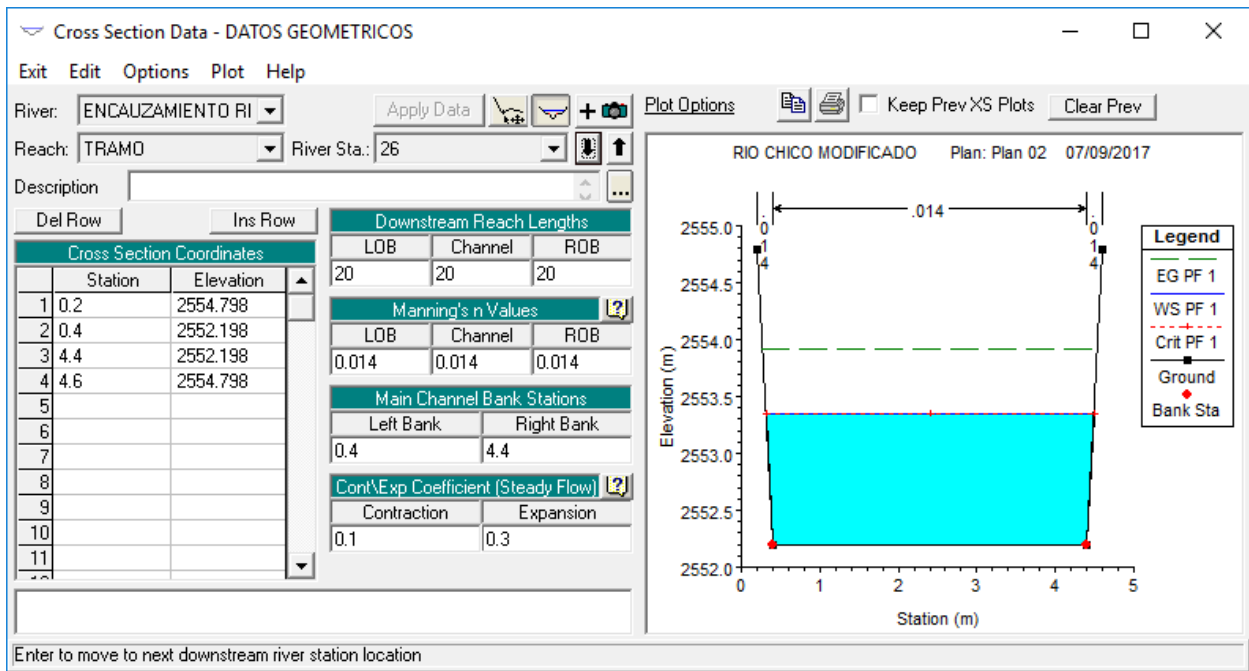 Cross Section Data - DATOS GEOMETRICOS
Exit Edit Options Plot Help
River: ENCAUZAMIENTO RI
Apply Data
Reach: TRAMO
River Sta.: 26
Description
...
Del Row Ins Row
Cross Section Coordinates
Station Elevation
1 0.2 2554.798
2 0.4 2552.198
3 4.4 2552.198
4 4.6 2554.798
5
6
7
8
9
10
11
Downstream Reach Lengths
LOB Channel ROB
20 20 20
Manning's n Values
LOB Channel ROB
0.014 0.014 0.014
Main Channel Bank Stations
Left Bank Right Bank
0.4 4.4
Cont\Exp Coefficient (Steady Flow)
Contraction Expansion
0.1 0.3
Plot Options
Keep Prev XS Plots
Clear Prev
RIO CHICO MODIFICADO Plan: Plan 02 07/09/2017
.014
.014
.014
2555.0
2554.5
2554.0
2553.5
2553.0
2552.5
2552.0
Elevation (m)
0 1 2 3 4 5
Station (m)
Legend
EG PF 1
WS PF 1
Crit PF 1
Ground
Bank Sta
Enter to move to next downstream river station location